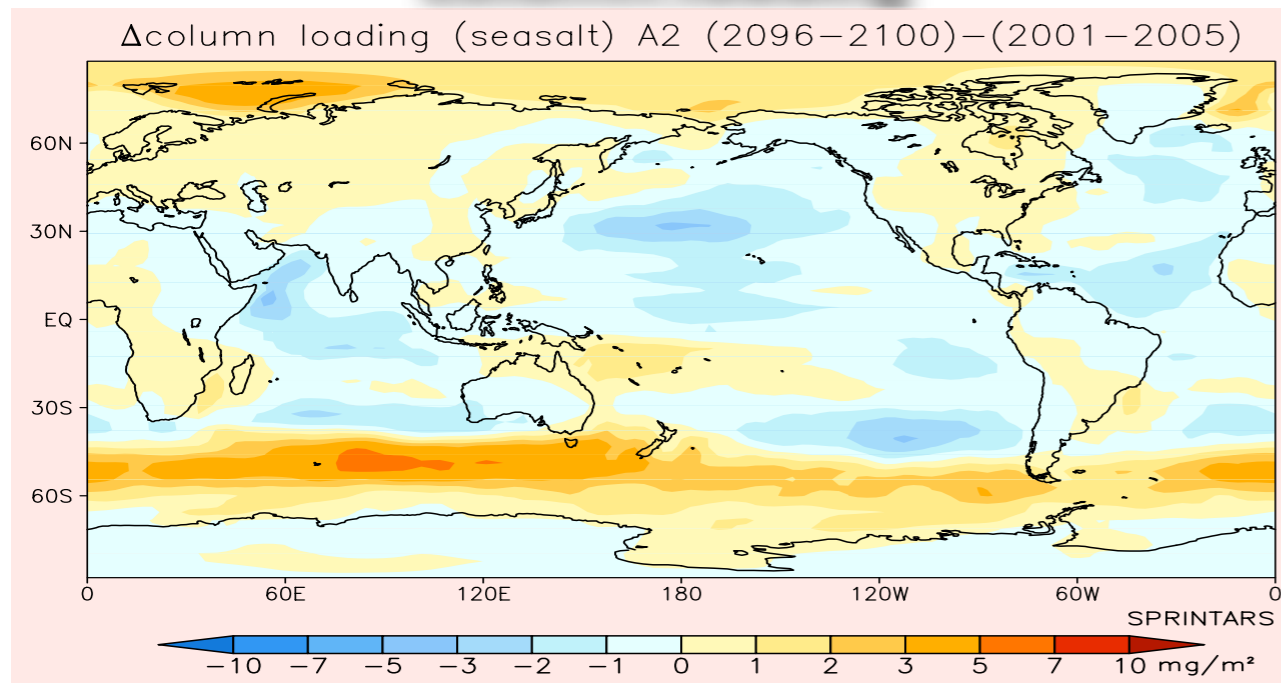 Δcolumn loading (seasalt) A2 (2096−2100)−(2001−2005)
60N
30N
EQ
30S
60S
0 60E 120E 180 120W 60W 0
SPRINTARS
−10 −7 −5 −3 −2 −1 0 1 2 3 5 7 10 mg/m²